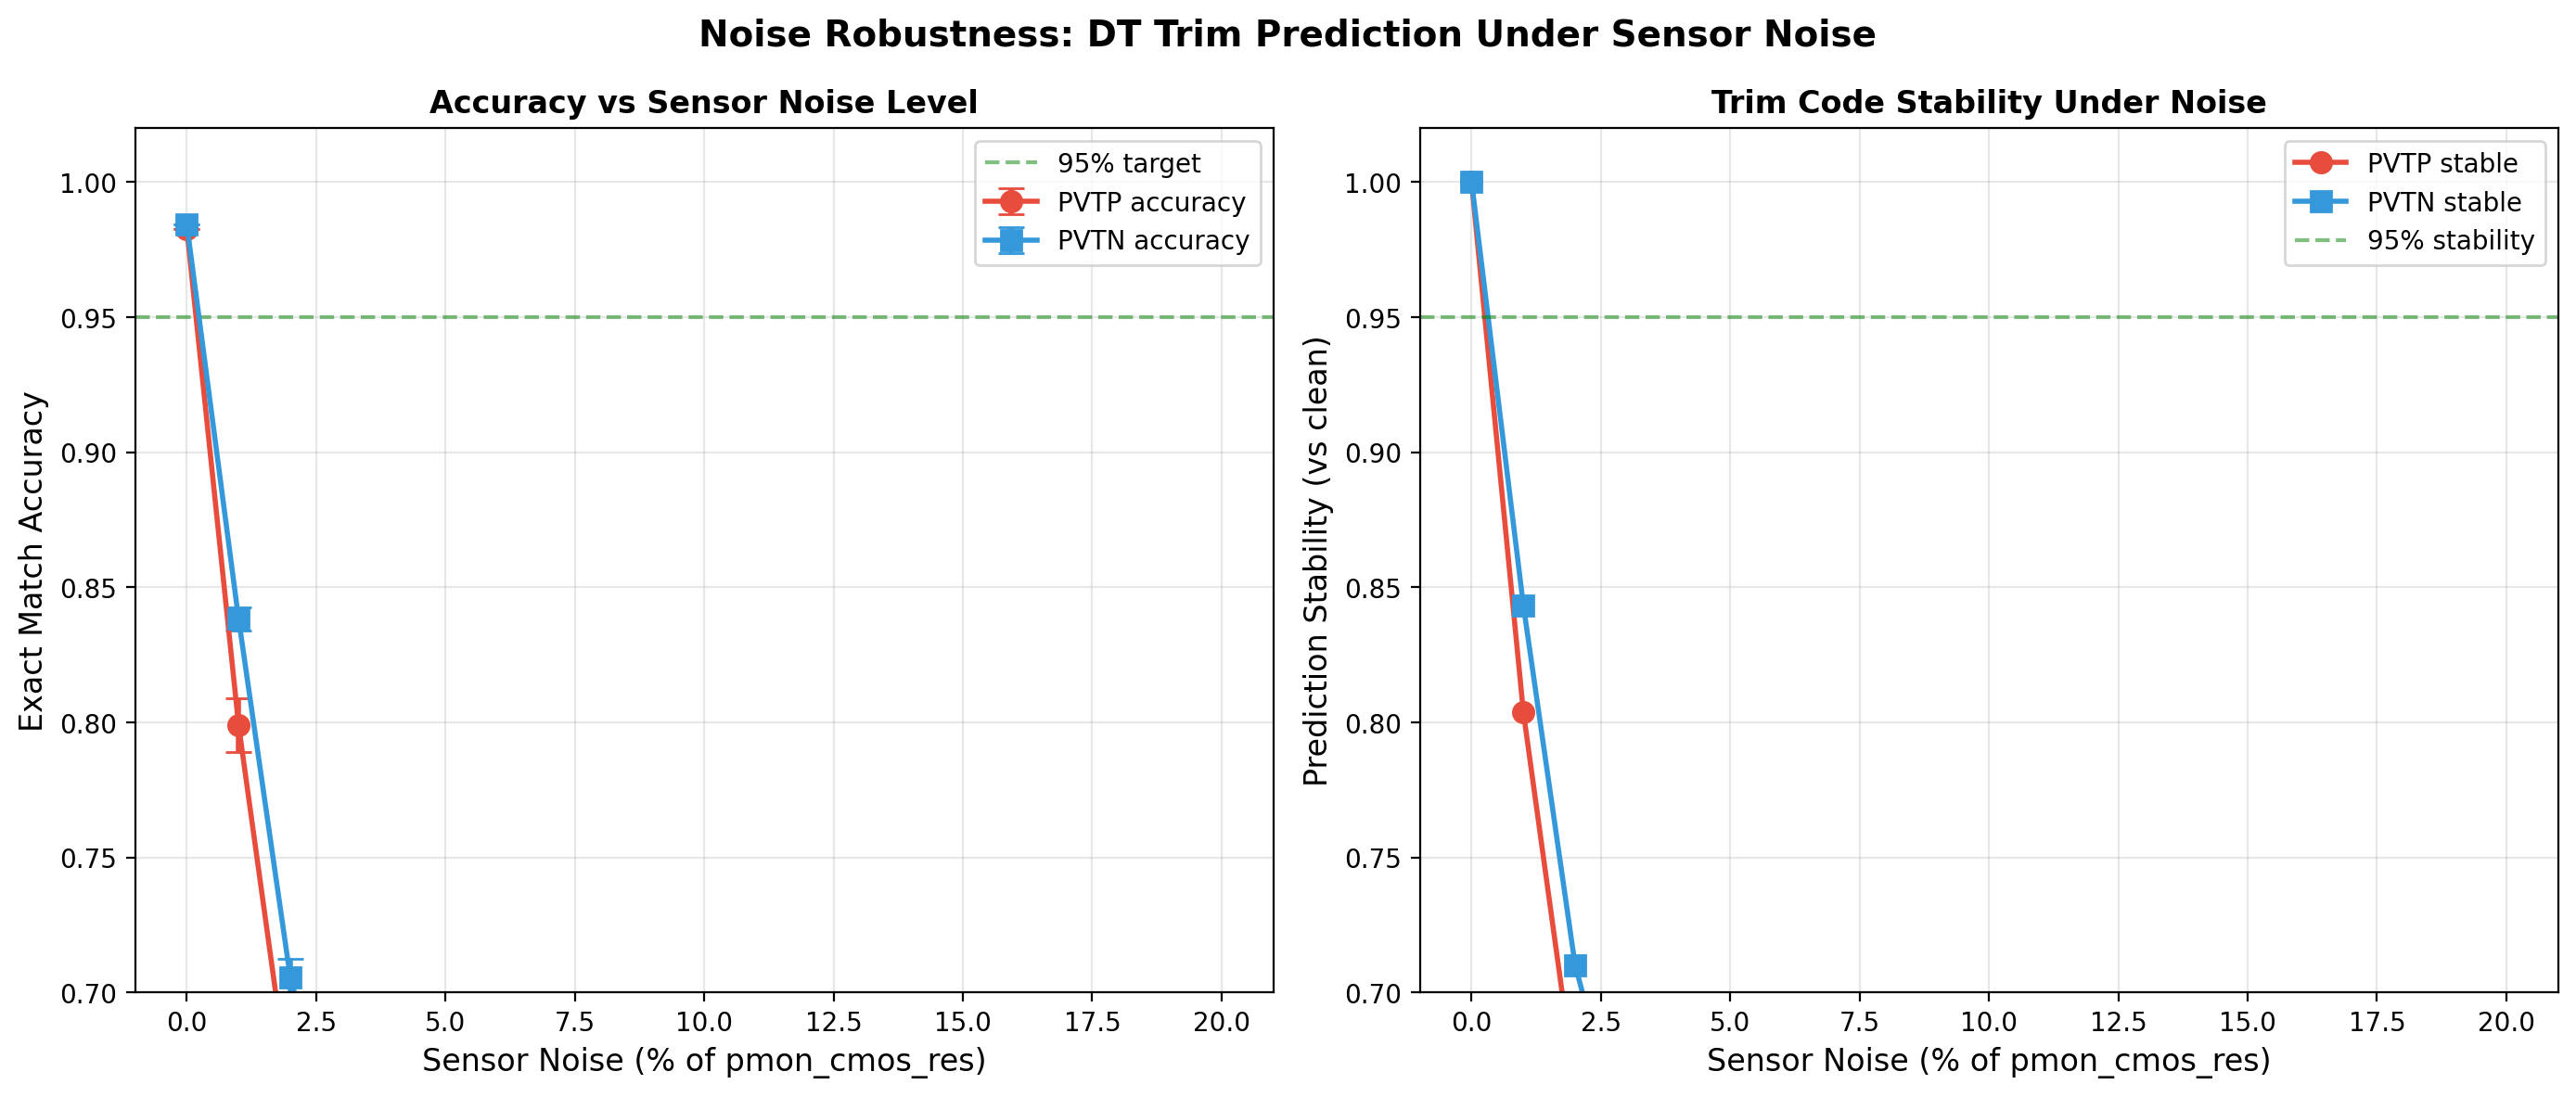 Noise Robustness: DT Trim Prediction Under Sensor Noise
Accuracy vs Sensor Noise Level
Exact Match Accuracy
1.00
0.95
0.90
0.85
0.80
0.75
0.70
95% target
PVTP accuracy
PVTN accuracy
0.0 2.5 5.0 7.5 10.0 12.5 15.0 17.5 20.0
Sensor Noise (% of pmon_cmos_res)
Trim Code Stability Under Noise
Prediction Stability (vs clean)
1.00
0.95
0.90
0.85
0.80
0.75
0.70
PVTP stable
PVTN stable
95% stability
0.0 2.5 5.0 7.5 10.0 12.5 15.0 17.5 20.0
Sensor Noise (% of pmon_cmos_res)